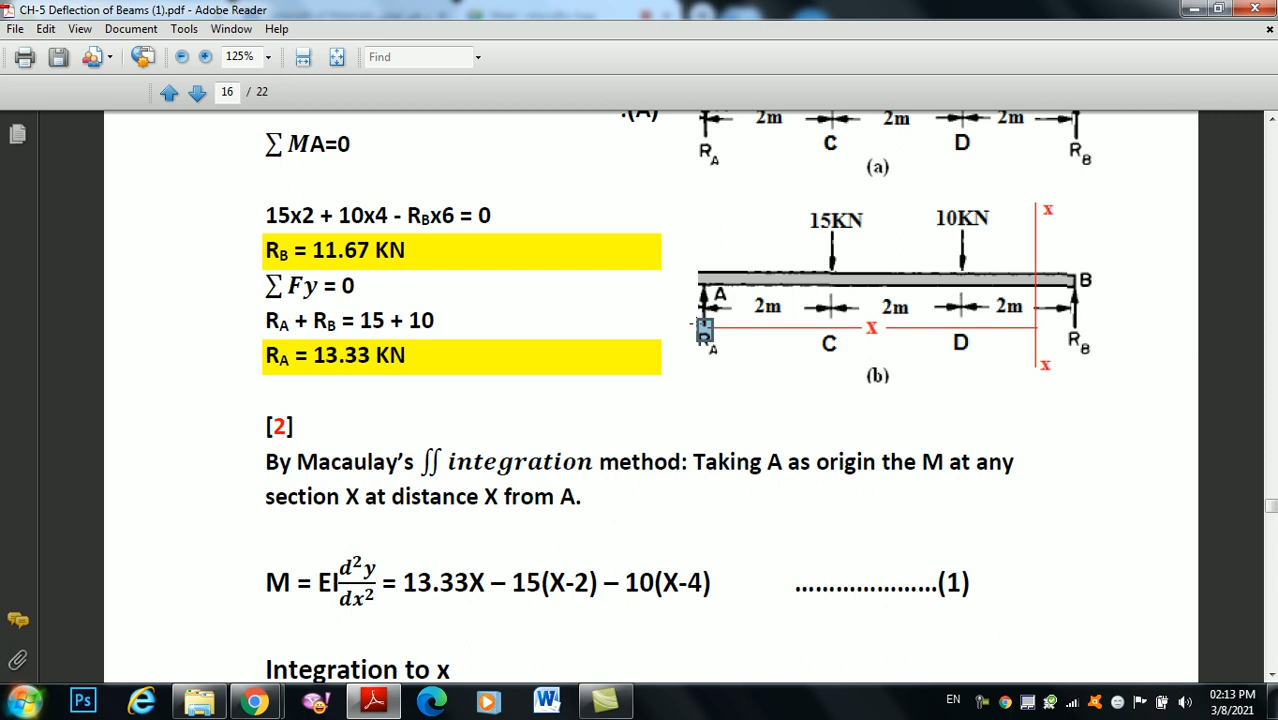 CH-5 Deflection of Beams (1).pdf - Adobe Reader
File Edit View Document Tools Window Help
125%
Find
16 / 22
.(A)
∑ MA=0
2m 2m 2m
RA C D RB
(a)
15x2 + 10x4 - RBx6 = 0
RB = 11.67 KN
∑ Fy = 0
RA + RB = 15 + 10
RA = 13.33 KN
15KN 10KN x
A B
2m 2m 2m
x
RA C D RB
x
(b)
[2]
By Macaulay’s ∬ integration method: Taking A as origin the M at any
section X at distance X from A.
M = EI d²y/dx² = 13.33X – 15(X-2) – 10(X-4) …………………(1)
Integration to x
Ps
W
EN
02:13 PM
3/8/2021